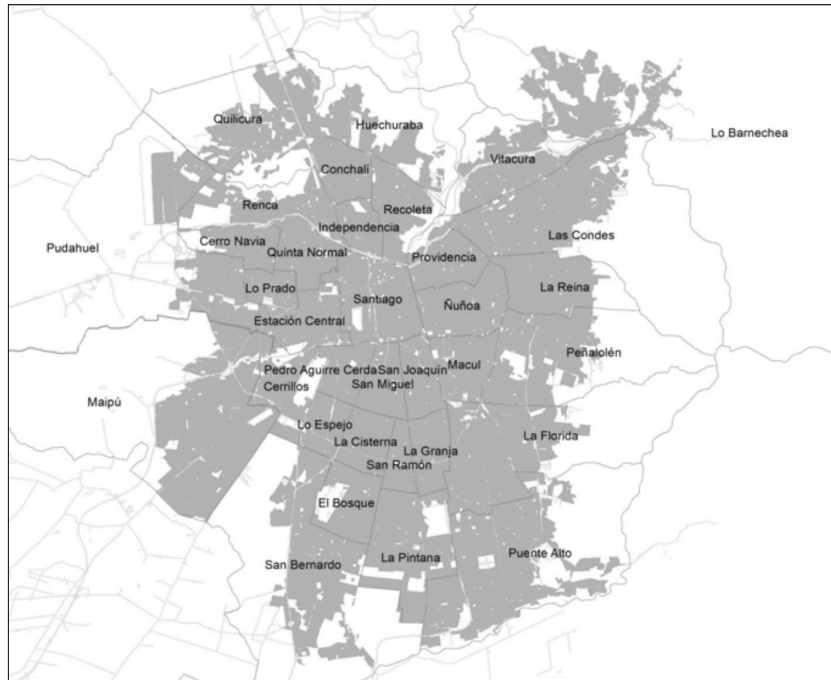 Quilicura
Huechuraba
Lo Barnechea
Vitacura
Conchalí
Renca
Recoleta
Independencia
Las Condes
Cerro Navia
Pudahuel
Quinta Normal
Providencia
Lo Prado
La Reina
Santiago
Ñuñoa
Estación Central
Peñalolén
Macul
Pedro Aguirre Cerda
San Joaquín
Cerrillos
San Miguel
Maipú
Lo Espejo
La Florida
La Cisterna
La Granja
San Ramón
El Bosque
Puente Alto
La Pintana
San Bernardo